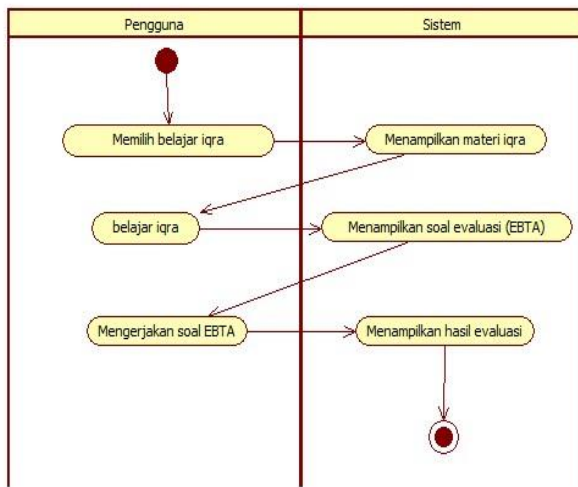 Pengguna
Sistem
Memilih belajar iqra
Menampilkan materi iqra
belajar iqra
Menampilkan soal evaluasi (EBTA)
Mengerjakan soal EBTA
Menampilkan hasil evaluasi